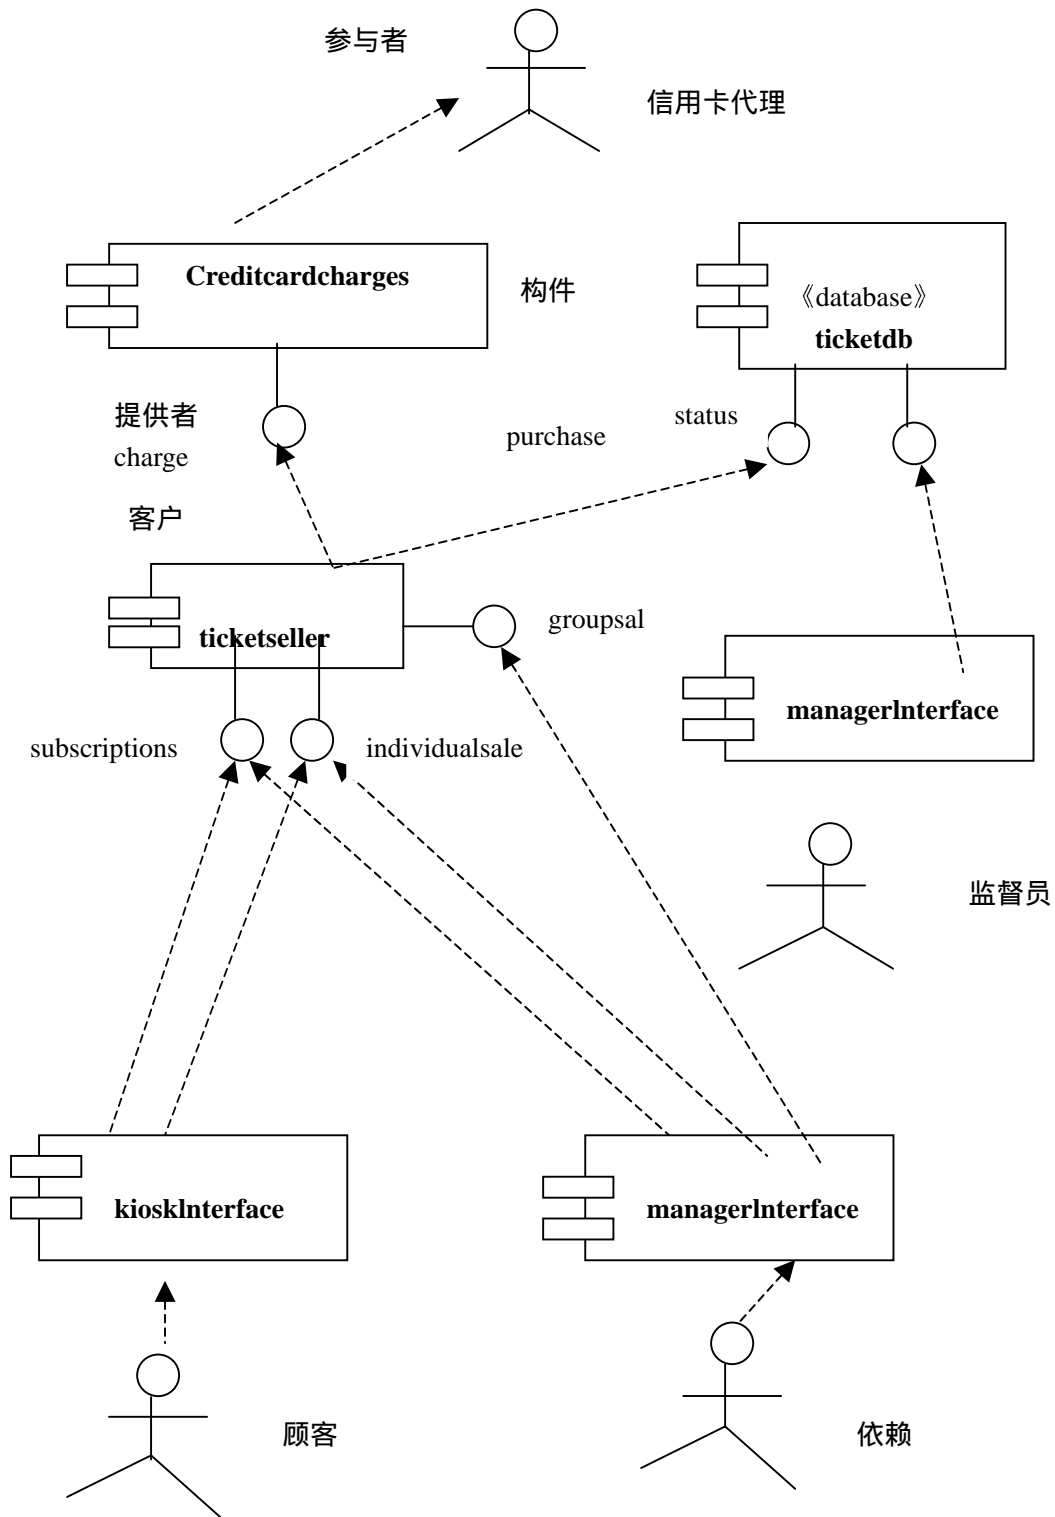 参与者
信用卡代理
Creditcardcharges
构件
《database》
ticketdb
提供者
charge
purchase
status
客户
ticketseller
groupsal
managerlnterface
subscriptions
individualsale
监督员
kiosklnterface
managerlnterface
顾客
依赖